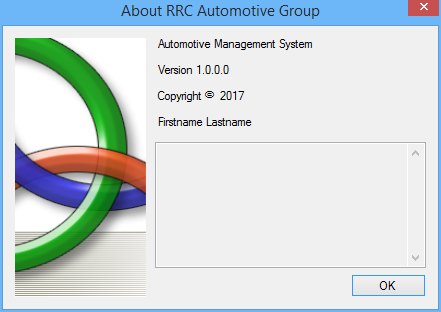 About RRC Automotive Group
Automotive Management System
Version 1.0.0.0
Copyright © 2017
Firstname Lastname
OK